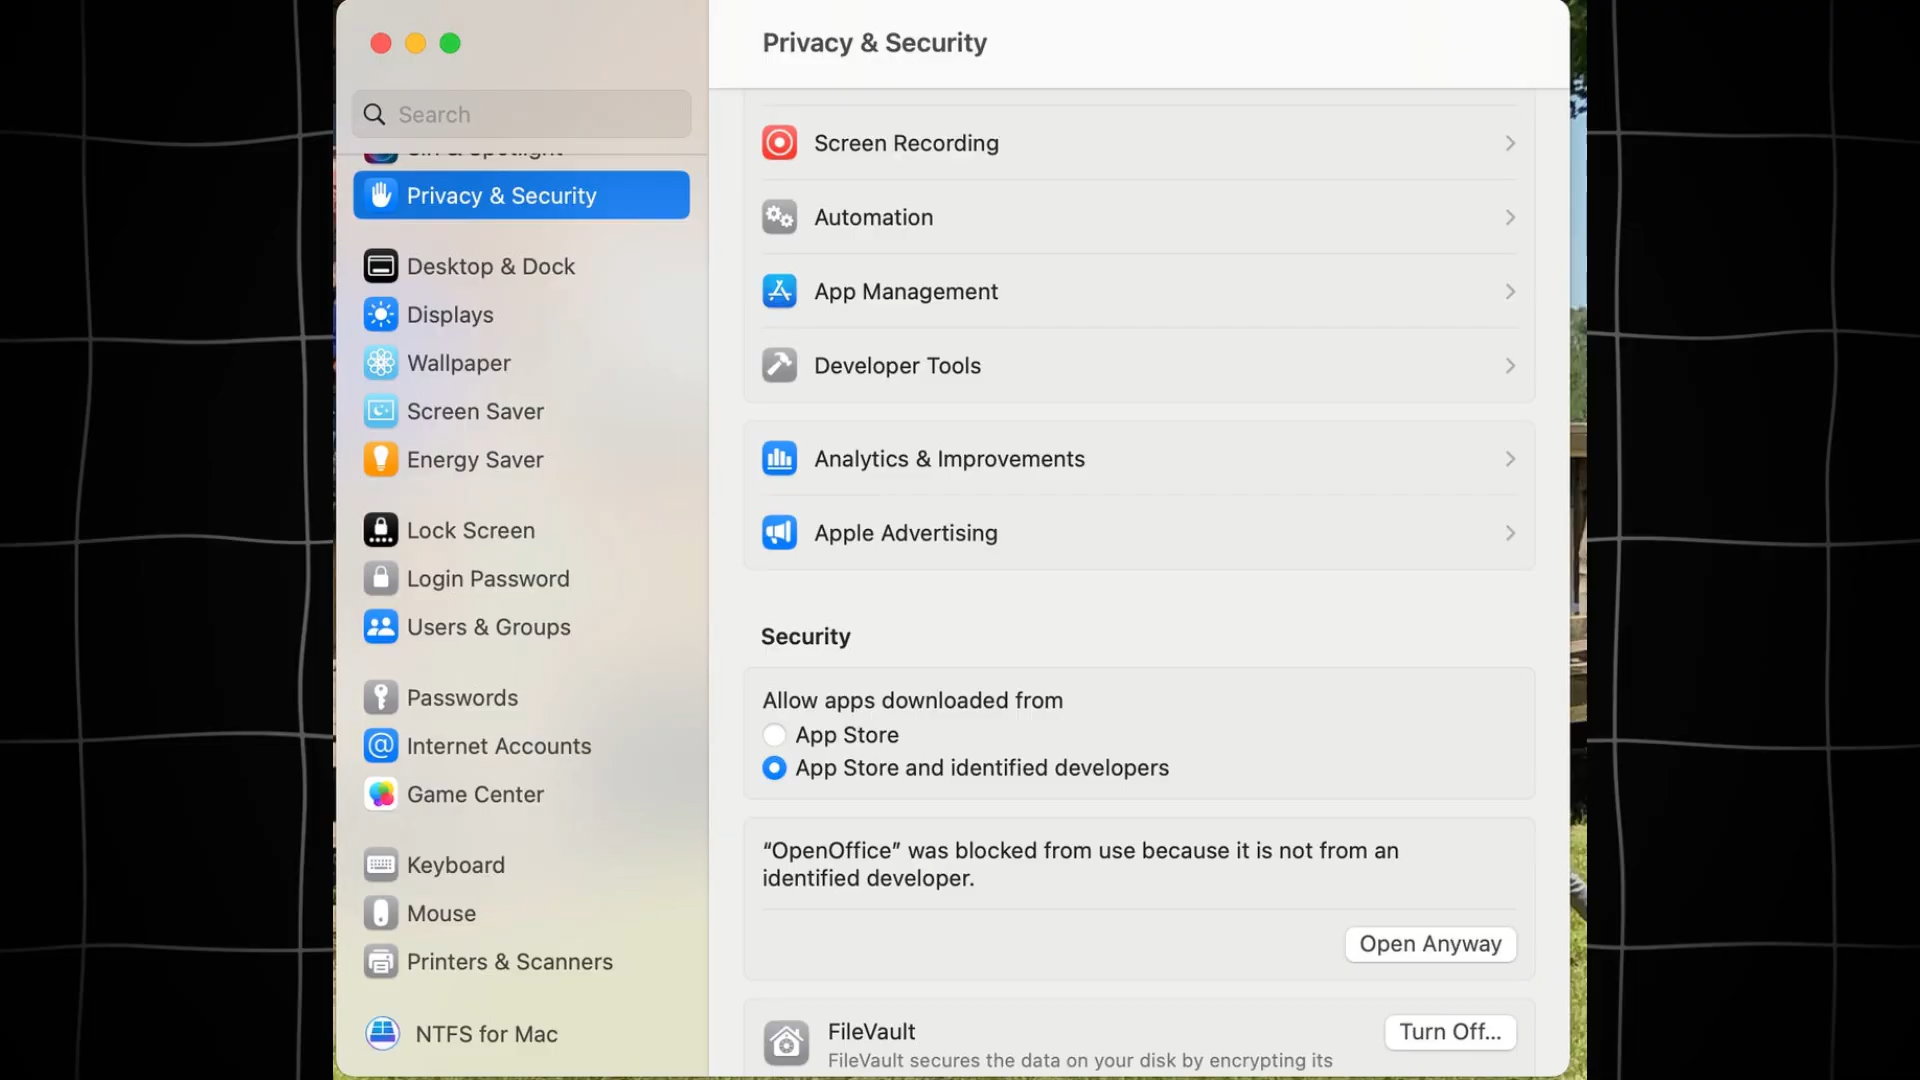 Privacy & Security
Search
Siri & Spotlight
Privacy & Security
Desktop & Dock
Displays
Wallpaper
Screen Saver
Energy Saver
Lock Screen
Login Password
Users & Groups
Passwords
Internet Accounts
Game Center
Keyboard
Mouse
Printers & Scanners
NTFS for Mac
Screen Recording
Automation
App Management
Developer Tools
Analytics & Improvements
Apple Advertising
Security
Allow apps downloaded from
App Store
App Store and identified developers
“OpenOffice” was blocked from use because it is not from an
identified developer.
Open Anyway
FileVault
Turn Off...
FileVault secures the data on your disk by encrypting its